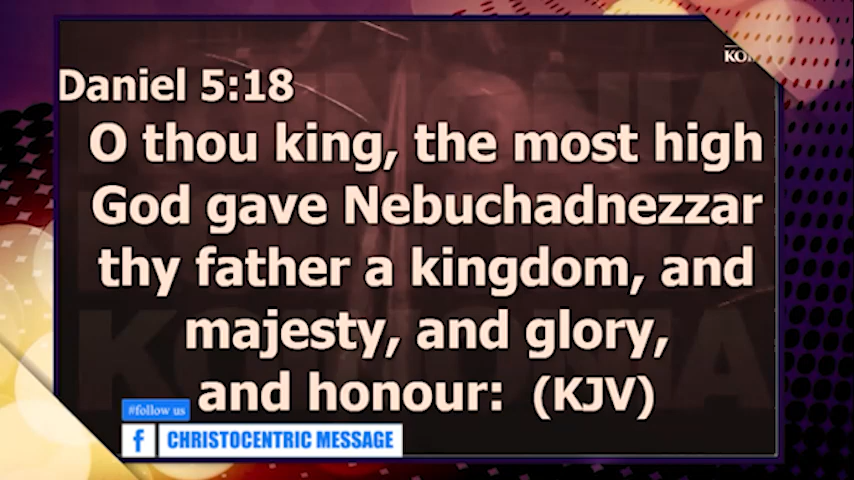 Daniel 5:18
O thou king, the most high
God gave Nebuchadnezzar
thy father a kingdom, and
majesty, and glory,
and honour: (KJV)
#follow us
f CHRISTOCENTRIC MESSAGE